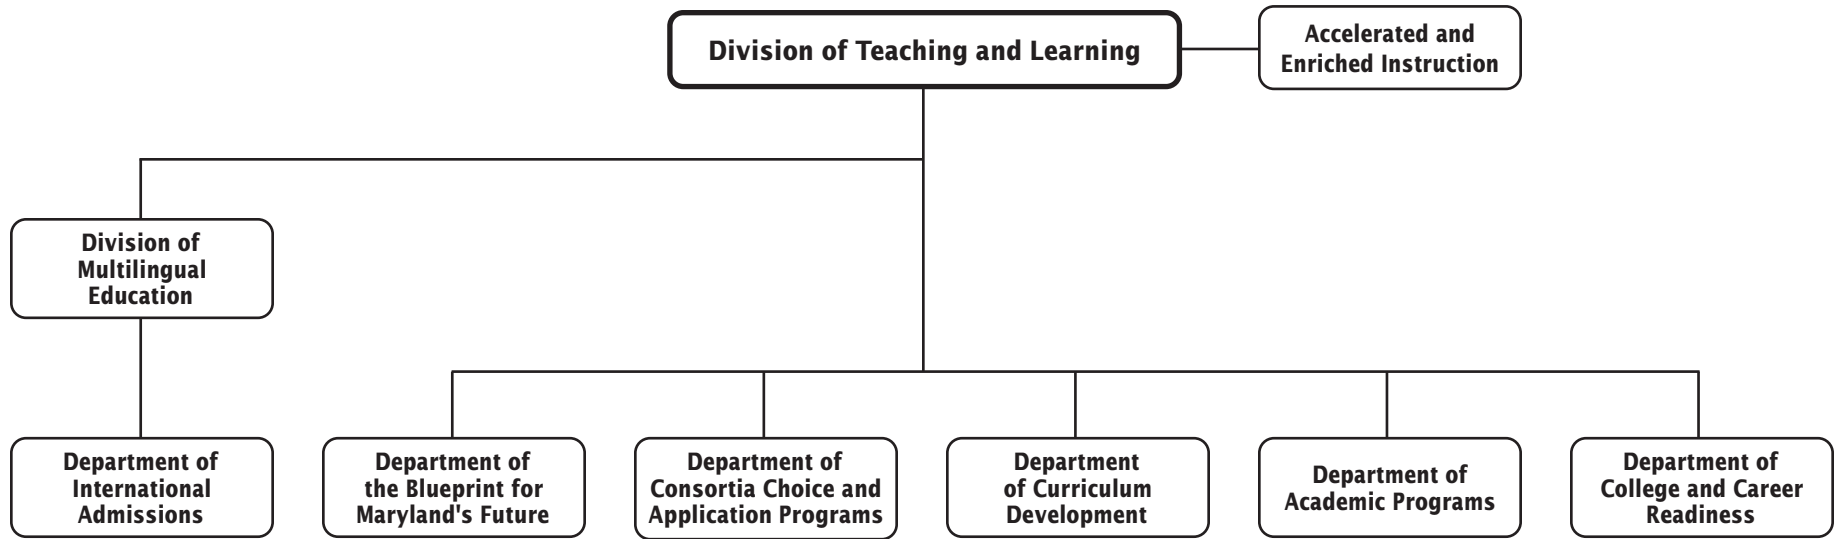 Division of Teaching and Learning
Accelerated and
Enriched Instruction
Division of
Multilingual
Education
Department of
International
Admissions
Department of
the Blueprint for
Maryland's Future
Department of
Consortia Choice and
Application Programs
Department
of Curriculum
Development
Department of
Academic Programs
Department of
College and Career
Readiness